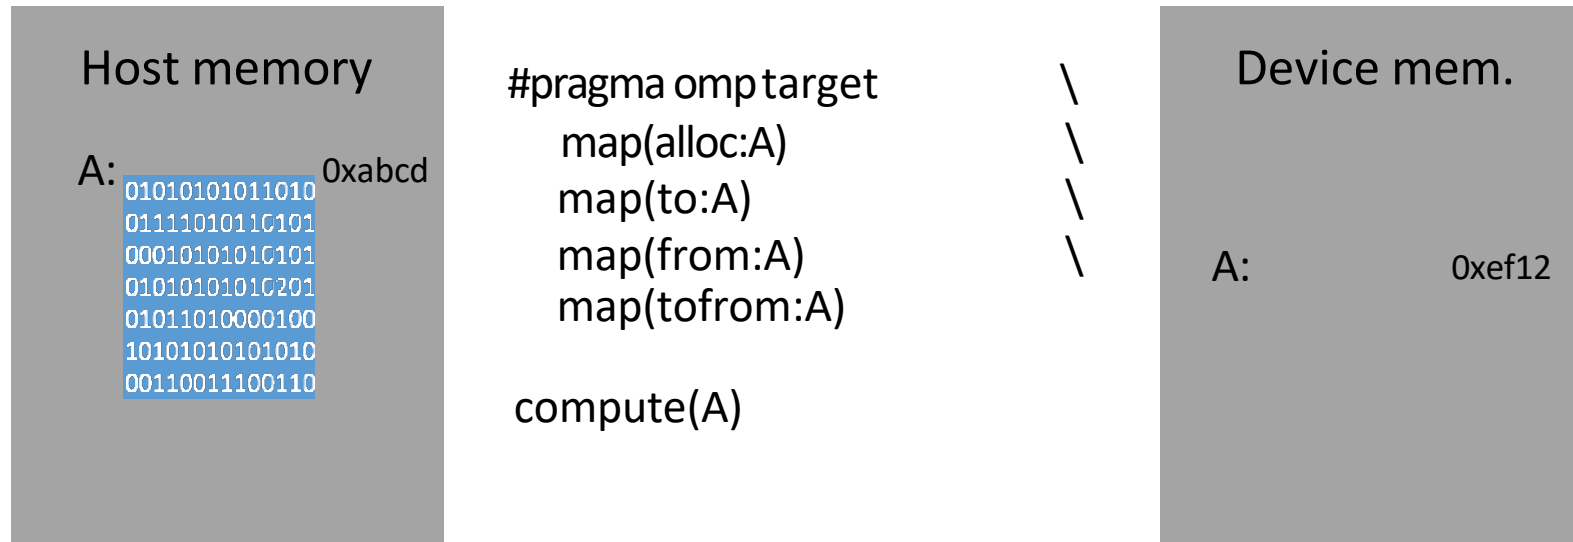 Host memory
A: 0xabcd
01010101011010
01111010110101
00010101010101
01010101010201
01011010000100
10101010101010
00110011100110
#pragma omp target \
map(alloc:A) \
map(to:A) \
map(from:A) \
map(tofrom:A)
compute(A)
Device mem.
A: 0xef12